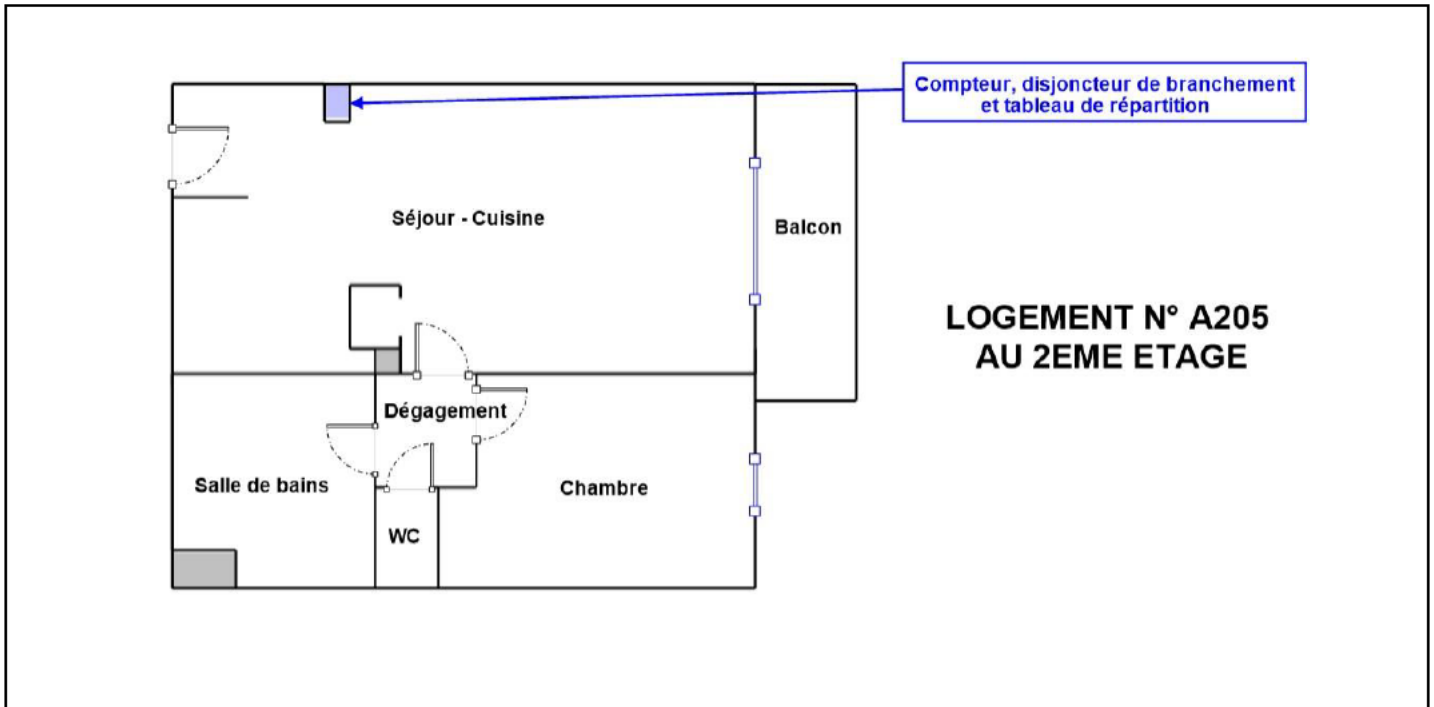 Compteur, disjoncteur de branchement
et tableau de répartition
Séjour - Cuisine
Balcon
LOGEMENT N° A205
AU 2EME ETAGE
Dégagement
Salle de bains
Chambre
WC